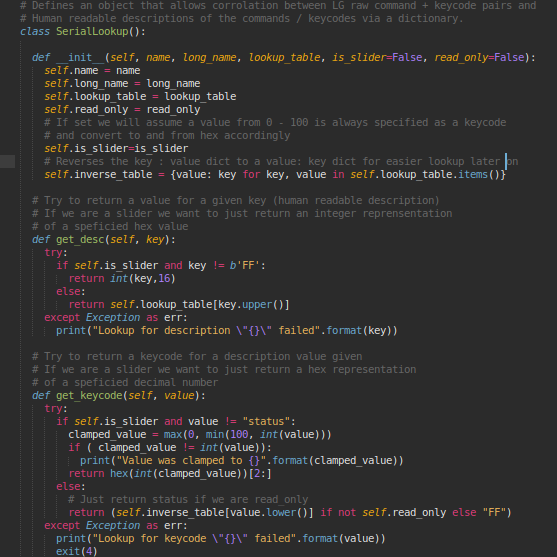 # Defines an object that allows corrolation between LG raw command + keycode pairs and
# Human readable descriptions of the commands / keycodes via a dictionary.
class SerialLookup():
def __init__(self, name, long_name, lookup_table, is_slider=False, read_only=False):
self.name = name
self.long_name = long_name
self.lookup_table = lookup_table
self.read_only = read_only
# If set we will assume a value from 0 - 100 is always specified as a keycode
# and convert to and from hex accordingly
self.is_slider=is_slider
# Reverses the key : value dict to a value: key dict for easier lookup later on
self.inverse_table = {value: key for key, value in self.lookup_table.items()}
# Try to return a value for a given key (human readable description)
# If we are a slider we want to just return an integer reprensentation
# of a speficied hex value
def get_desc(self, key):
try:
if self.is_slider and key != b'FF':
return int(key,16)
else:
return self.lookup_table[key.upper()]
except Exception as err:
print("Lookup for description \"{}\" failed".format(key))
# Try to return a keycode for a description value given
# If we are a slider we want to just return a hex representation
# of a speficied decimal number
def get_keycode(self, value):
try:
if self.is_slider and value != "status":
clamped_value = max(0, min(100, int(value)))
if ( clamped_value != int(value)):
print("Value was clamped to {}".format(clamped_value))
return hex(int(clamped_value))[2:]
else:
# Just return status if we are read only
return (self.inverse_table[value.lower()] if not self.read_only else "FF")
except Exception as err:
print("Lookup for keycode \"{}\" failed".format(value))
exit(4)